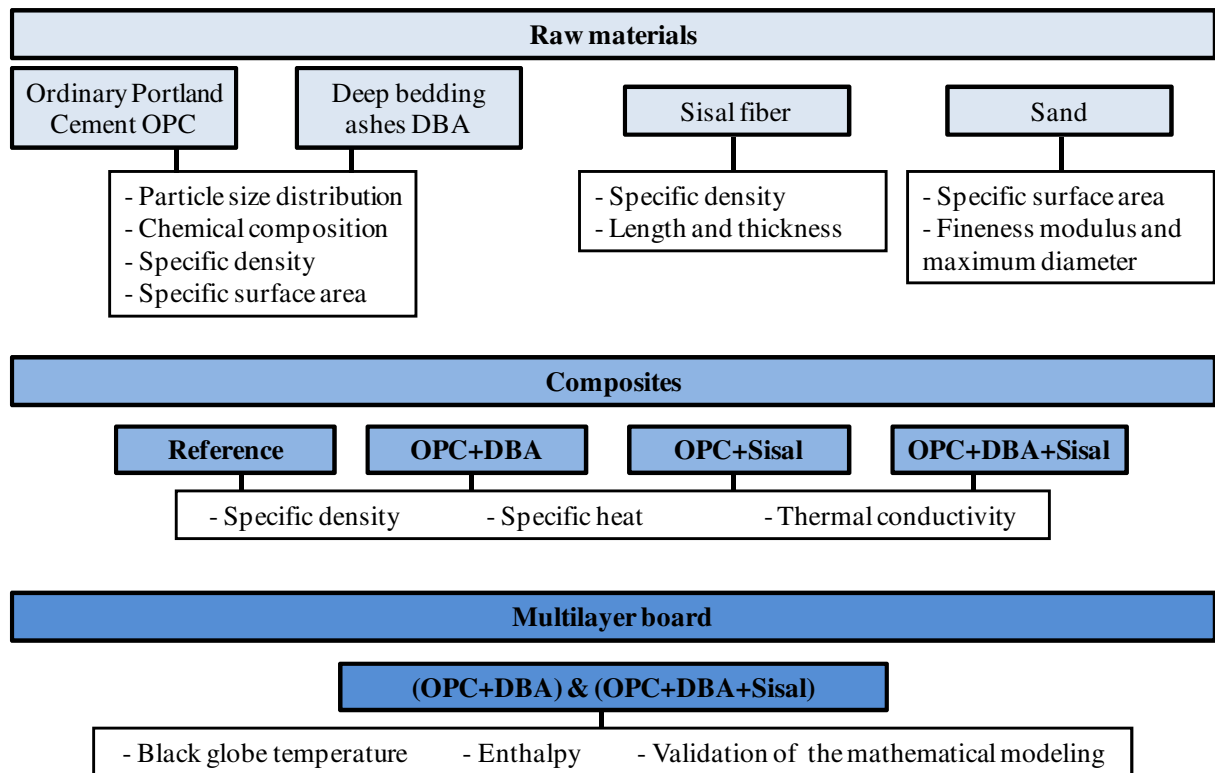 Raw materials
Ordinary Portland
Cement OPC
Deep bedding
ashes DBA
Sisal fiber
Sand
- Particle size distribution
- Chemical composition
- Specific density
- Specific surface area
- Specific density
- Length and thickness
- Specific surface area
- Fineness modulus and
maximum diameter
Composites
Reference
OPC+DBA
OPC+Sisal
OPC+DBA+Sisal
- Specific density - Specific heat - Thermal conductivity
Multilayer board
(OPC+DBA) & (OPC+DBA+Sisal)
- Black globe temperature - Enthalpy - Validation of the mathematical modeling